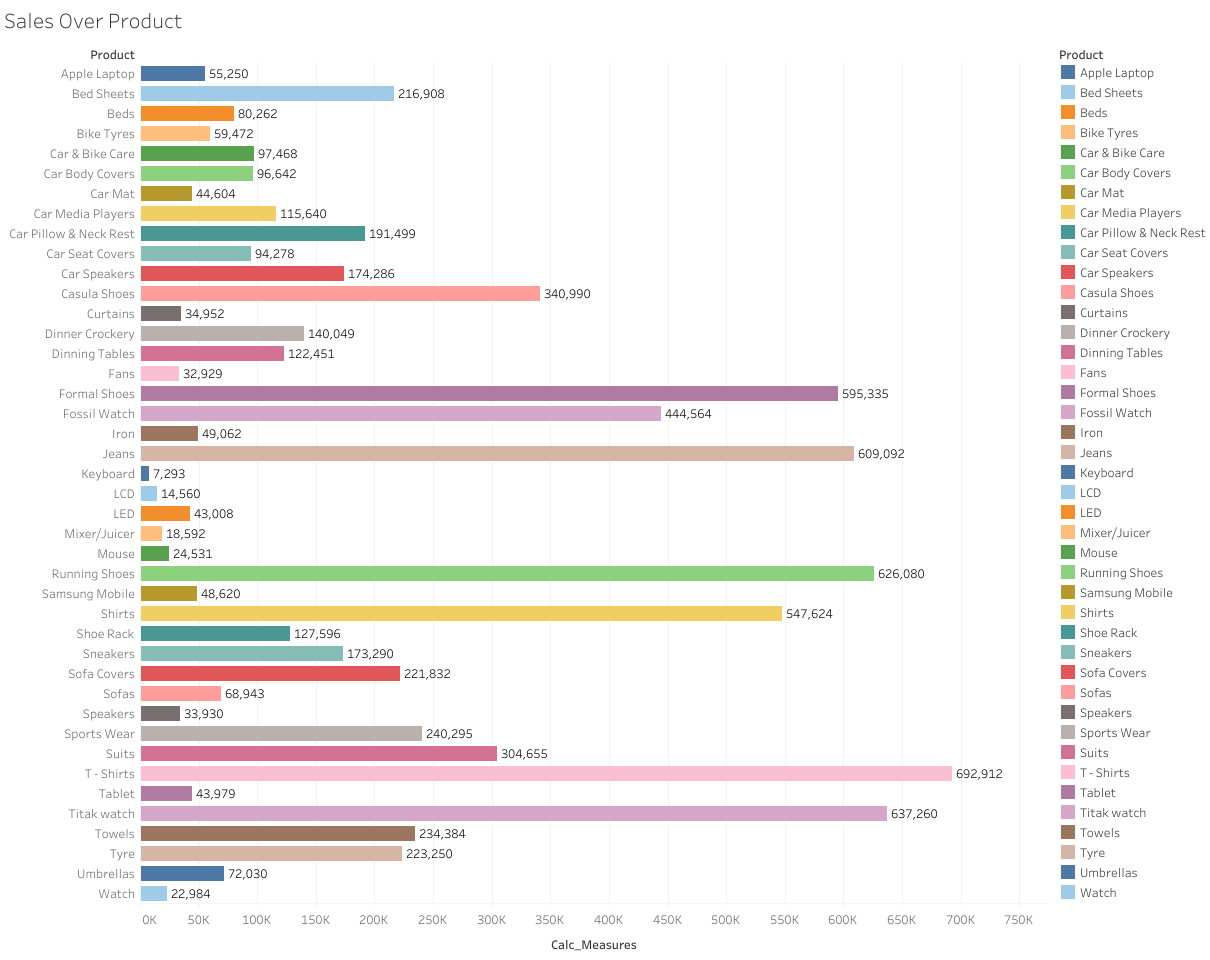 Sales Over Product
Product
Apple Laptop 55,250
Bed Sheets 216,908
Beds 80,262
Bike Tyres 59,472
Car & Bike Care 97,468
Car Body Covers 96,642
Car Mat 44,604
Car Media Players 115,640
Car Pillow & Neck Rest 191,499
Car Seat Covers 94,278
Car Speakers 174,286
Casula Shoes 340,990
Curtains 34,952
Dinner Crockery 140,049
Dinning Tables 122,451
Fans 32,929
Formal Shoes 595,335
Fossil Watch 444,564
Iron 49,062
Jeans 609,092
Keyboard 7,293
LCD 14,560
LED 43,008
Mixer/Juicer 18,592
Mouse 24,531
Running Shoes 626,080
Samsung Mobile 48,620
Shirts 547,624
Shoe Rack 127,596
Sneakers 173,290
Sofa Covers 221,832
Sofas 68,943
Speakers 33,930
Sports Wear 240,295
Suits 304,655
T - Shirts 692,912
Tablet 43,979
Titak watch 637,260
Towels 234,384
Tyre 223,250
Umbrellas 72,030
Watch 22,984
0K 50K 100K 150K 200K 250K 300K 350K 400K 450K 500K 550K 600K 650K 700K 750K
Calc_Measures
Product
Apple Laptop
Bed Sheets
Beds
Bike Tyres
Car & Bike Care
Car Body Covers
Car Mat
Car Media Players
Car Pillow & Neck Rest
Car Seat Covers
Car Speakers
Casula Shoes
Curtains
Dinner Crockery
Dinning Tables
Fans
Formal Shoes
Fossil Watch
Iron
Jeans
Keyboard
LCD
LED
Mixer/Juicer
Mouse
Running Shoes
Samsung Mobile
Shirts
Shoe Rack
Sneakers
Sofa Covers
Sofas
Speakers
Sports Wear
Suits
T - Shirts
Tablet
Titak watch
Towels
Tyre
Umbrellas
Watch